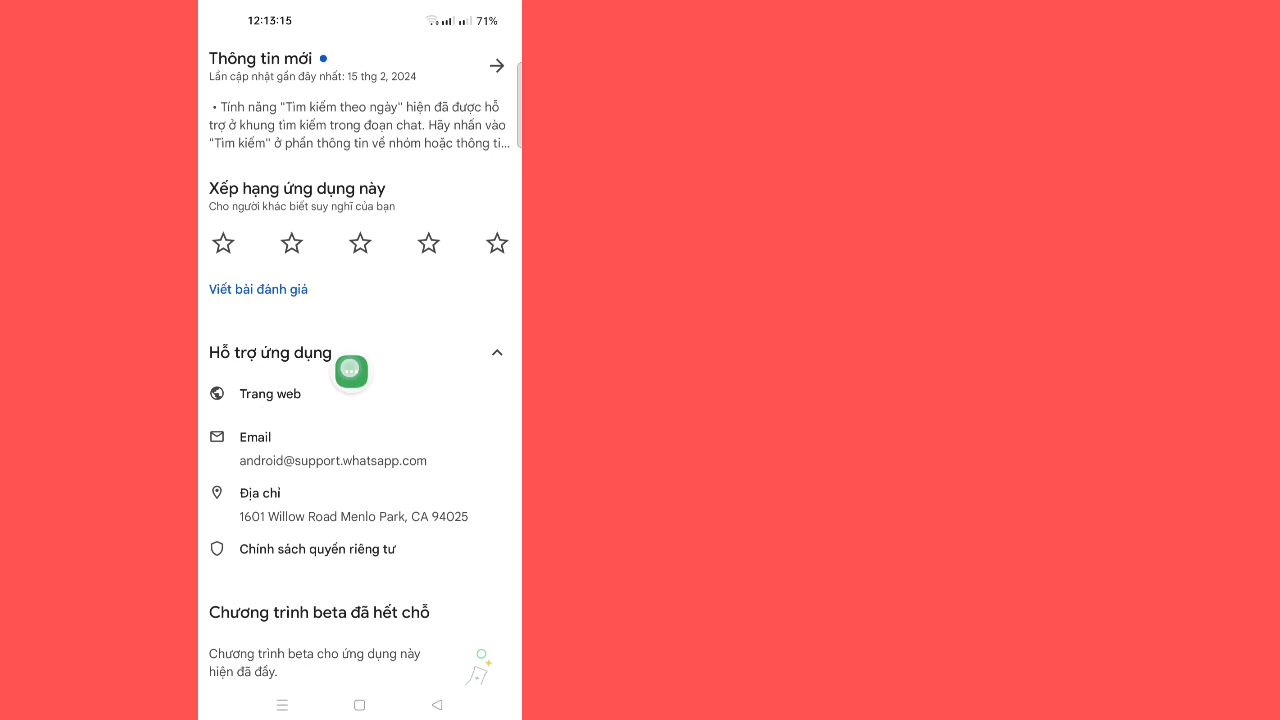 12:13:15
71%
Thông tin mới
Lần cập nhật gần đây nhất: 15 thg 2, 2024
• Tính năng "Tìm kiếm theo ngày" hiện đã được hỗ
trợ ở khung tìm kiếm trong đoạn chat. Hãy nhấn vào
"Tìm kiếm" ở phần thông tin về nhóm hoặc thông ti...
Xếp hạng ứng dụng này
Cho người khác biết suy nghĩ của bạn
Viết bài đánh giá
Hỗ trợ ứng dụng
Trang web
Email
android@support.whatsapp.com
Địa chỉ
1601 Willow Road Menlo Park, CA 94025
Chính sách quyền riêng tư
Chương trình beta đã hết chỗ
Chương trình beta cho ứng dụng này
hiện đã đầy.